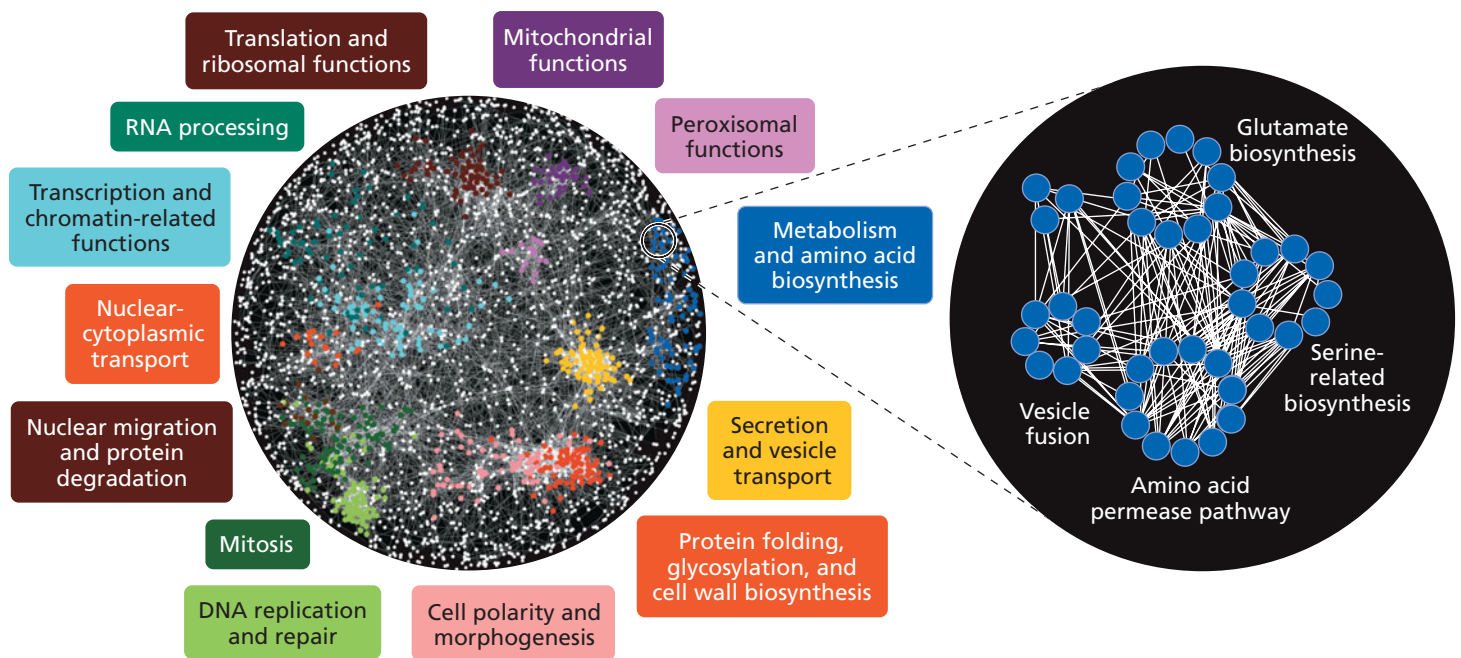 Translation and
ribosomal functions
Mitochondrial
functions
RNA processing
Peroxisomal
functions
Transcription and
chromatin-related
functions
Metabolism
and amino acid
biosynthesis
Nuclear-
cytoplasmic
transport
Nuclear migration
and protein
degradation
Secretion
and vesicle
transport
Mitosis
Protein folding,
glycosylation, and
cell wall biosynthesis
DNA replication
and repair
Cell polarity and
morphogenesis
Glutamate
biosynthesis
Serine-
related
biosynthesis
Vesicle
fusion
Amino acid
permease pathway